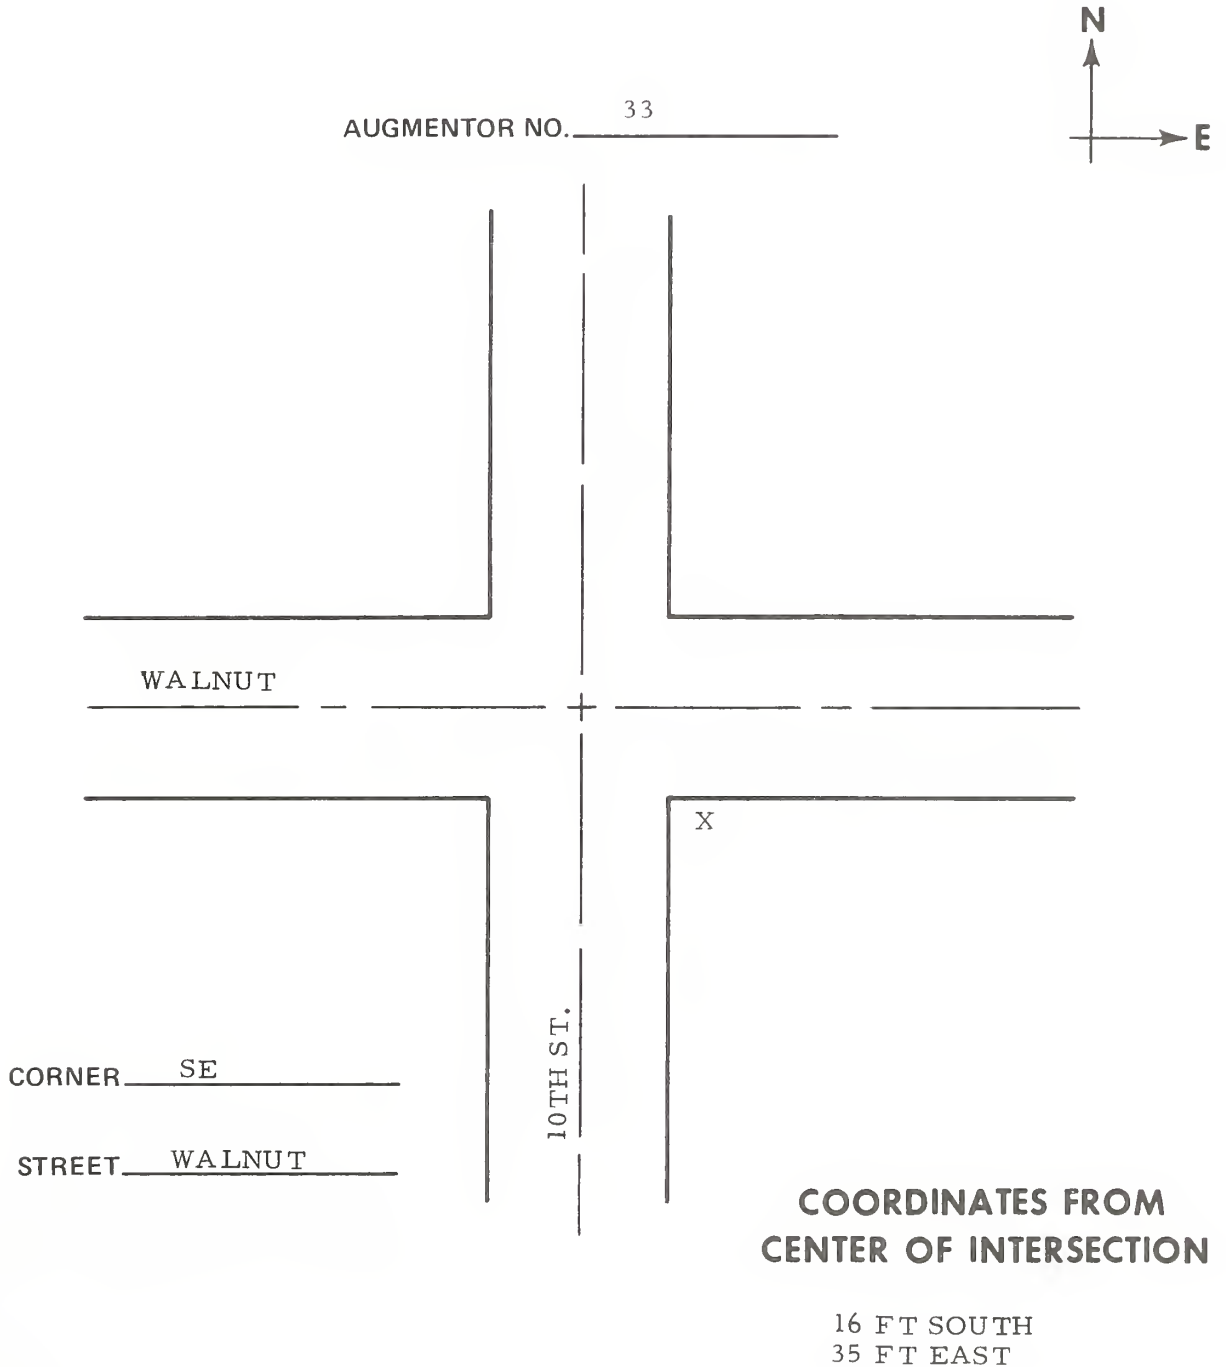 N
AUGMENTOR NO. 33
E
WALNUT
X
10TH ST.
CORNER SE
STREET WALNUT
COORDINATES FROM
CENTER OF INTERSECTION
16 FT SOUTH
35 FT EAST